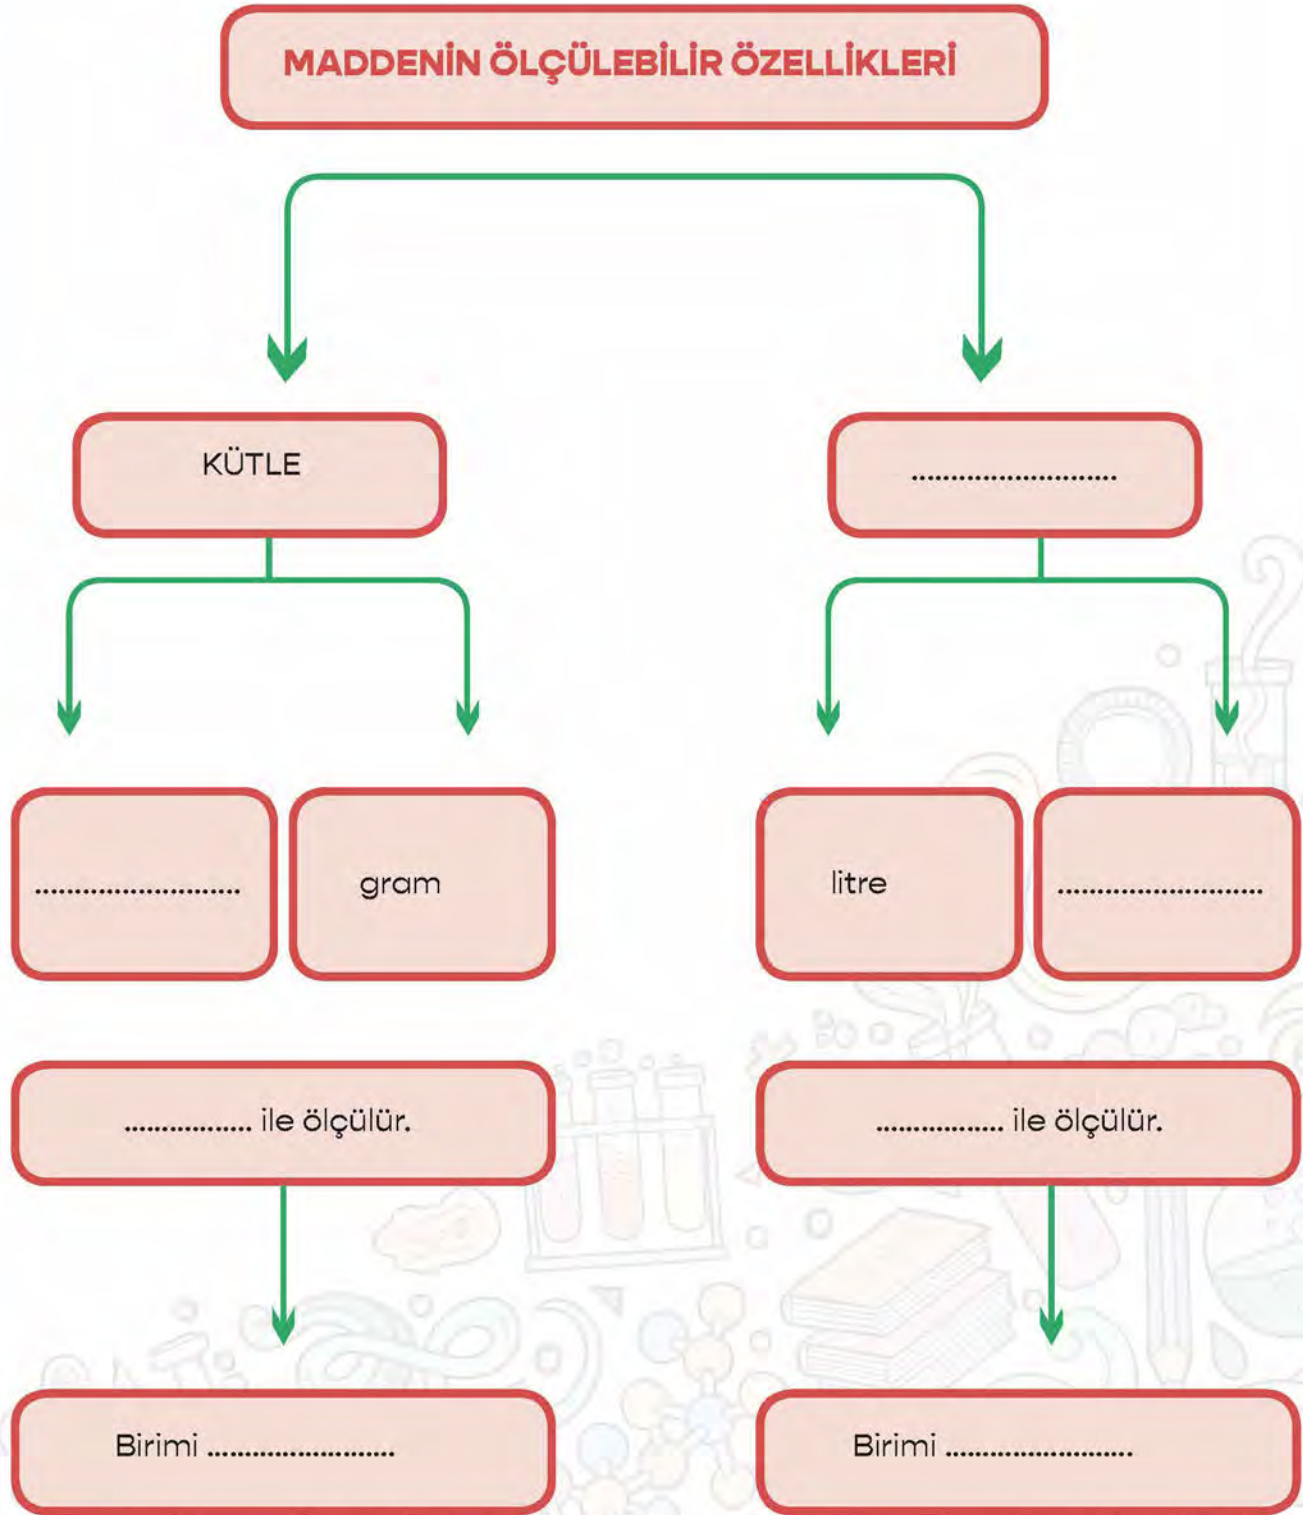 MADDENİN ÖLÇÜLEBİLİR ÖZELLİKLERİ
KÜTLE
..........................
..........................
gram
litre
..........................
................. ile ölçülür.
................. ile ölçülür.
Birimi ........................
Birimi ........................